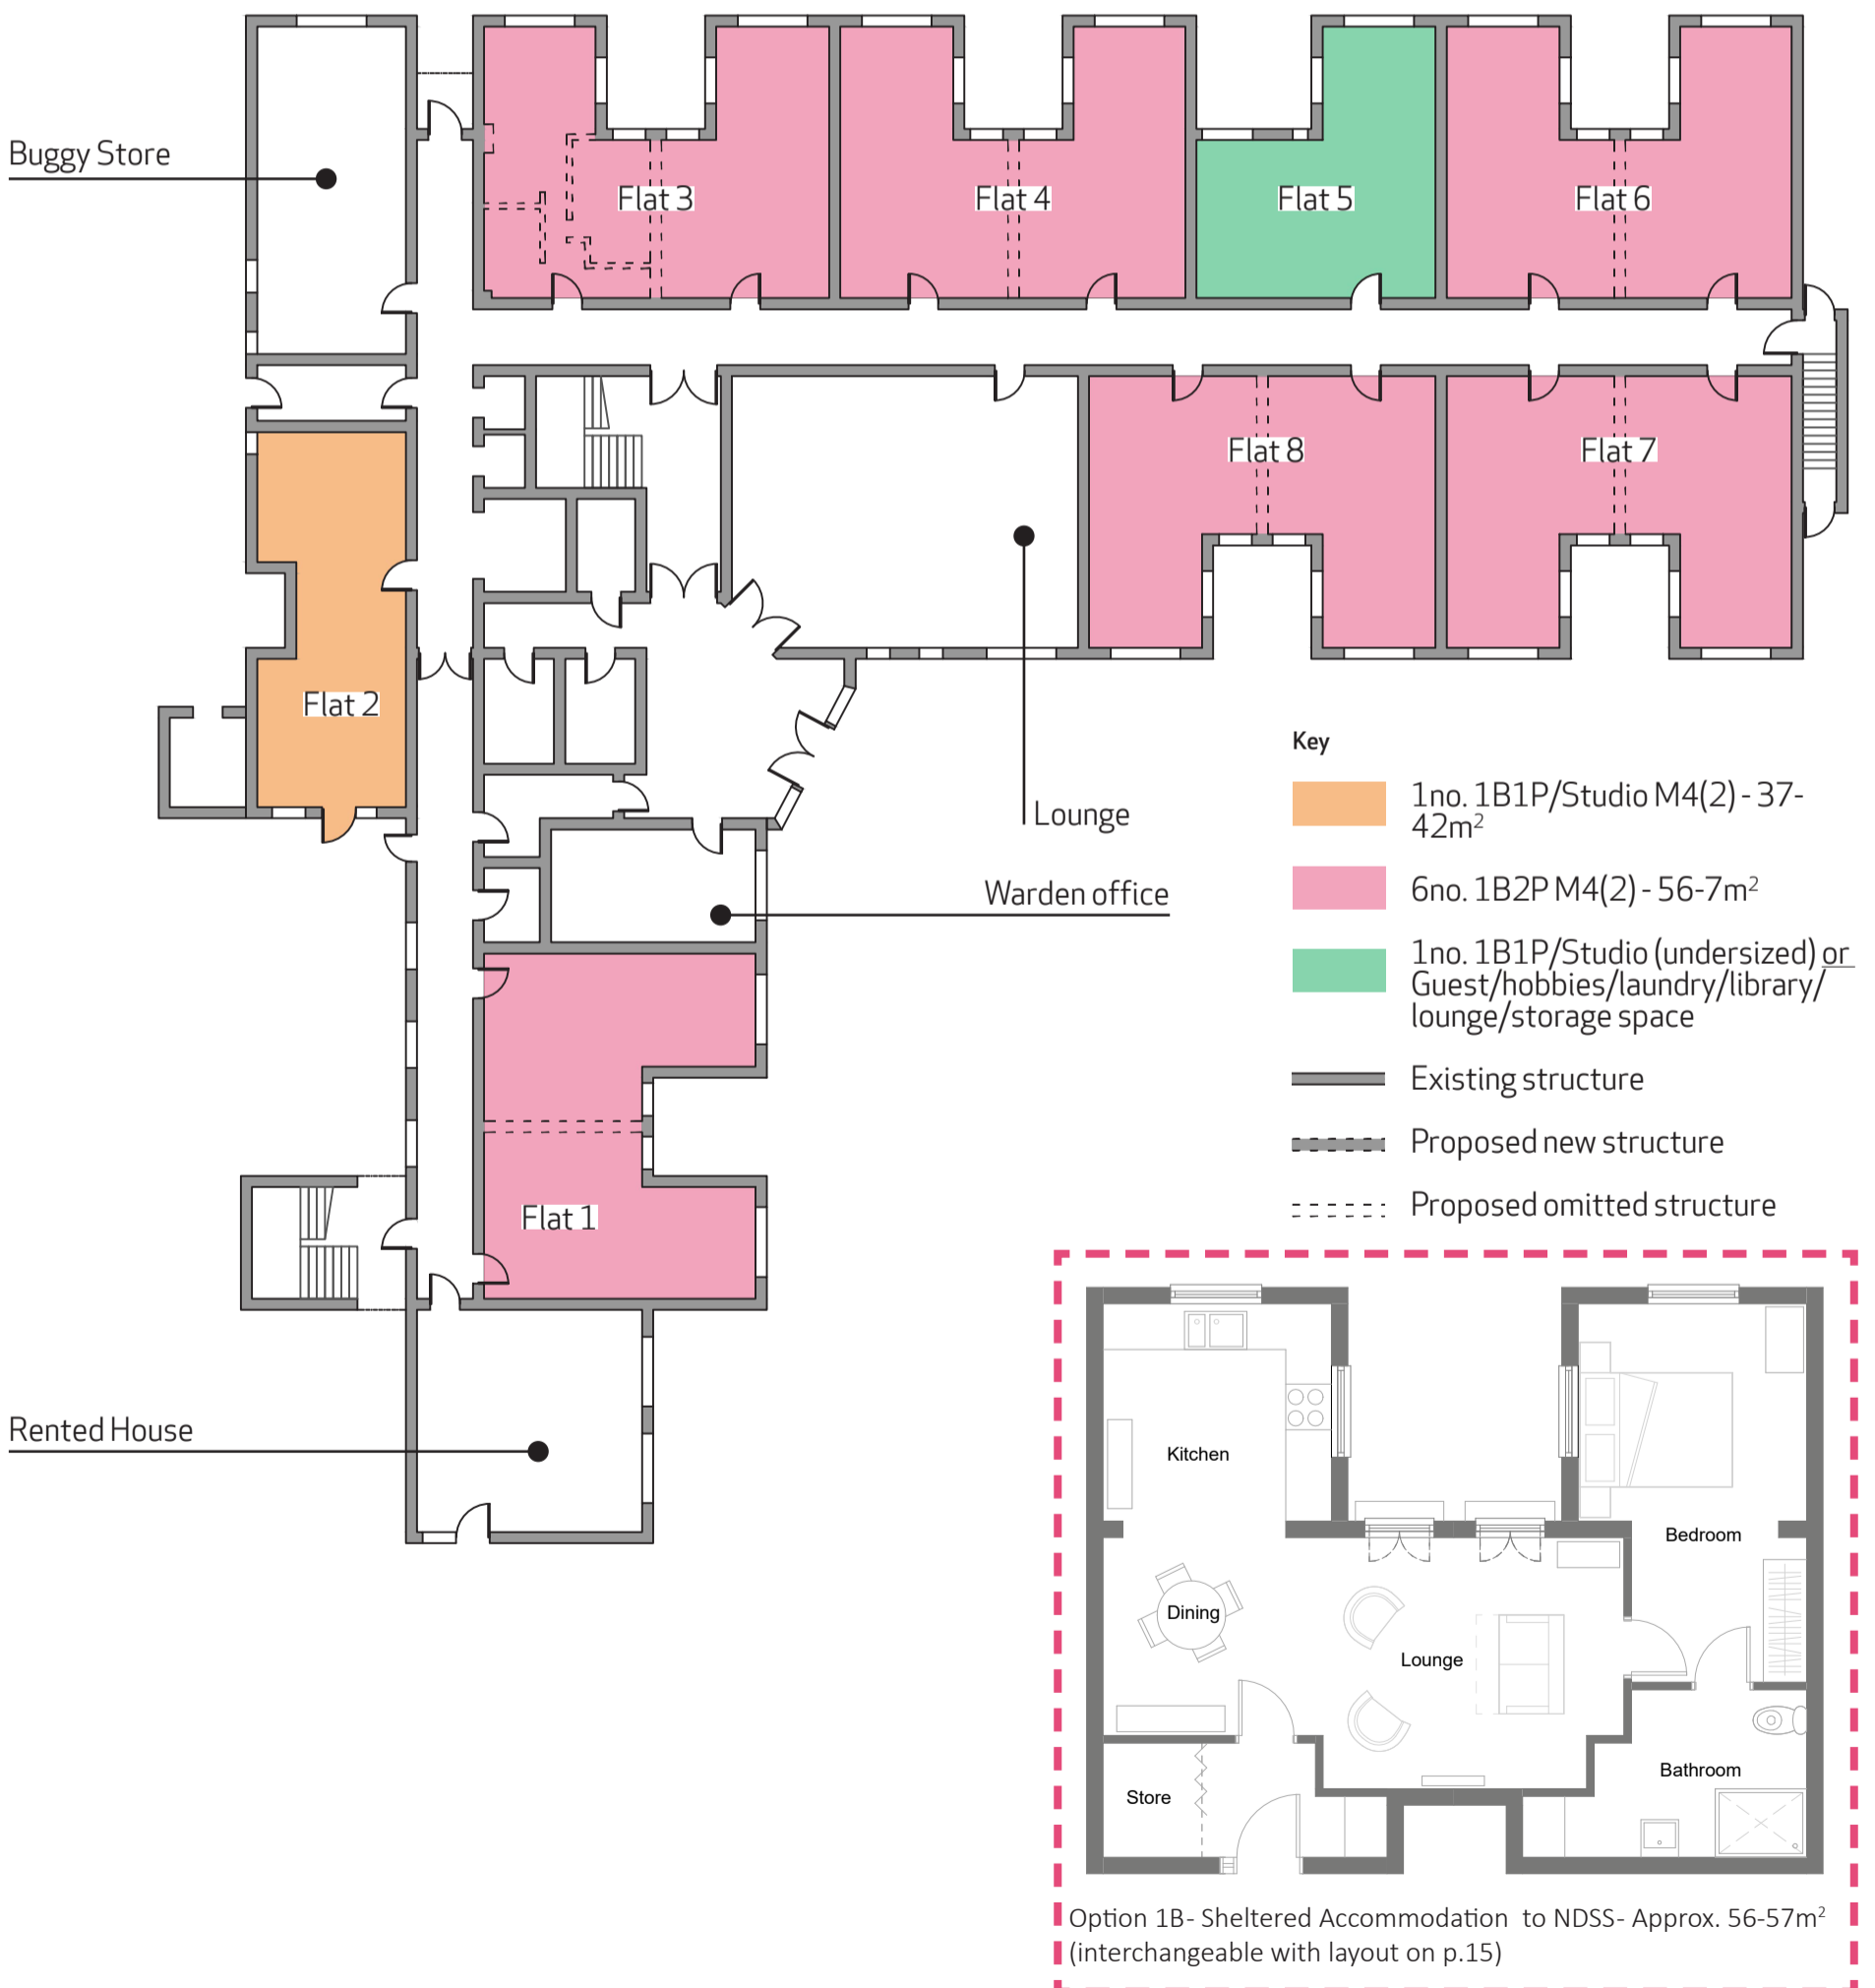 Buggy Store
Flat 3
Flat 4
Flat 5
Flat 6
Flat 8
Flat 7
Flat 2
Lounge
Warden office
Flat 1
Rented House
Key
1no. 1B1P/Studio M4(2) - 37-
42m²
6no. 1B2P M4(2) - 56-7m²
1no. 1B1P/Studio (undersized) or
Guest/hobbies/laundry/library/
lounge/storage space
Existing structure
Proposed new structure
Proposed omitted structure
Kitchen
Bedroom
Dining
Lounge
Bathroom
Store
Option 1B- Sheltered Accommodation to NDSS- Approx. 56-57m²
(interchangeable with layout on p.15)